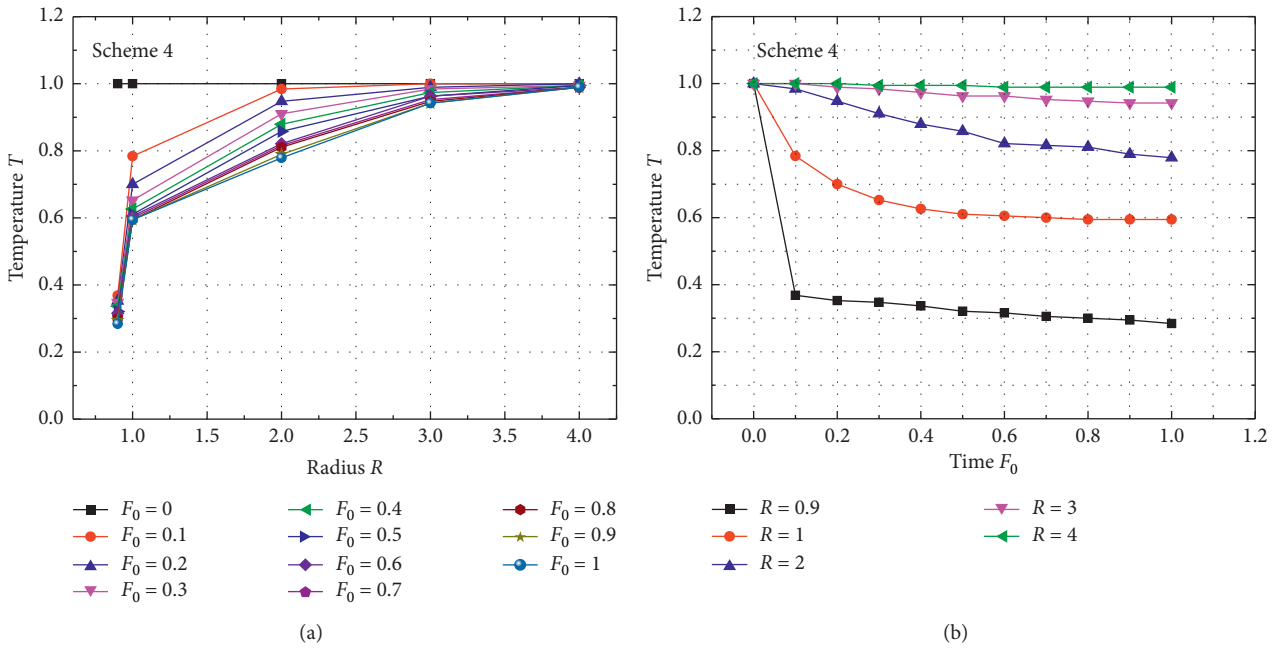 Scheme 4
1.2
1.0
0.8
0.6
0.4
0.2
0.0
Temperature T
1.0 1.5 2.0 2.5 3.0 3.5 4.0
Radius R
F0 = 0
F0 = 0.1
F0 = 0.2
F0 = 0.3
F0 = 0.4
F0 = 0.5
F0 = 0.6
F0 = 0.7
F0 = 0.8
F0 = 0.9
F0 = 1
(a)
Scheme 4
1.2
1.0
0.8
0.6
0.4
0.2
0.0
Temperature T
0.0 0.2 0.4 0.6 0.8 1.0 1.2
Time F0
R = 0.9
R = 1
R = 2
R = 3
R = 4
(b)